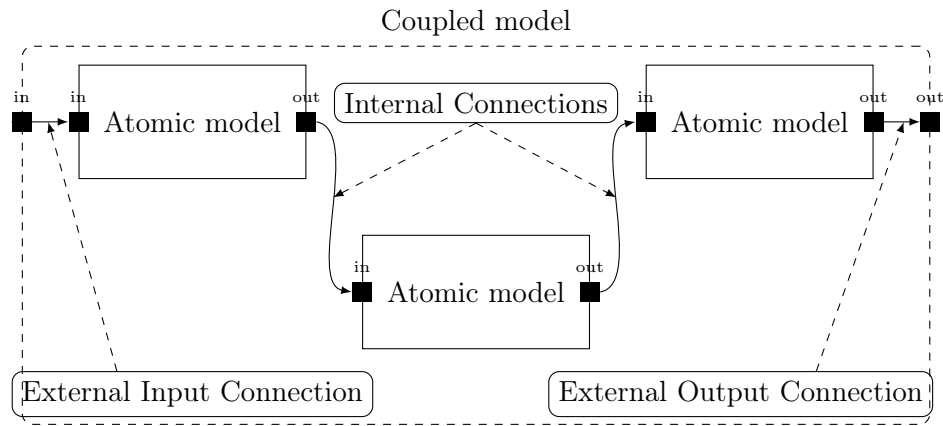 Coupled model
in
in
out
in
out
out
Internal Connections
Atomic model
Atomic model
in
out
Atomic model
External Input Connection
External Output Connection